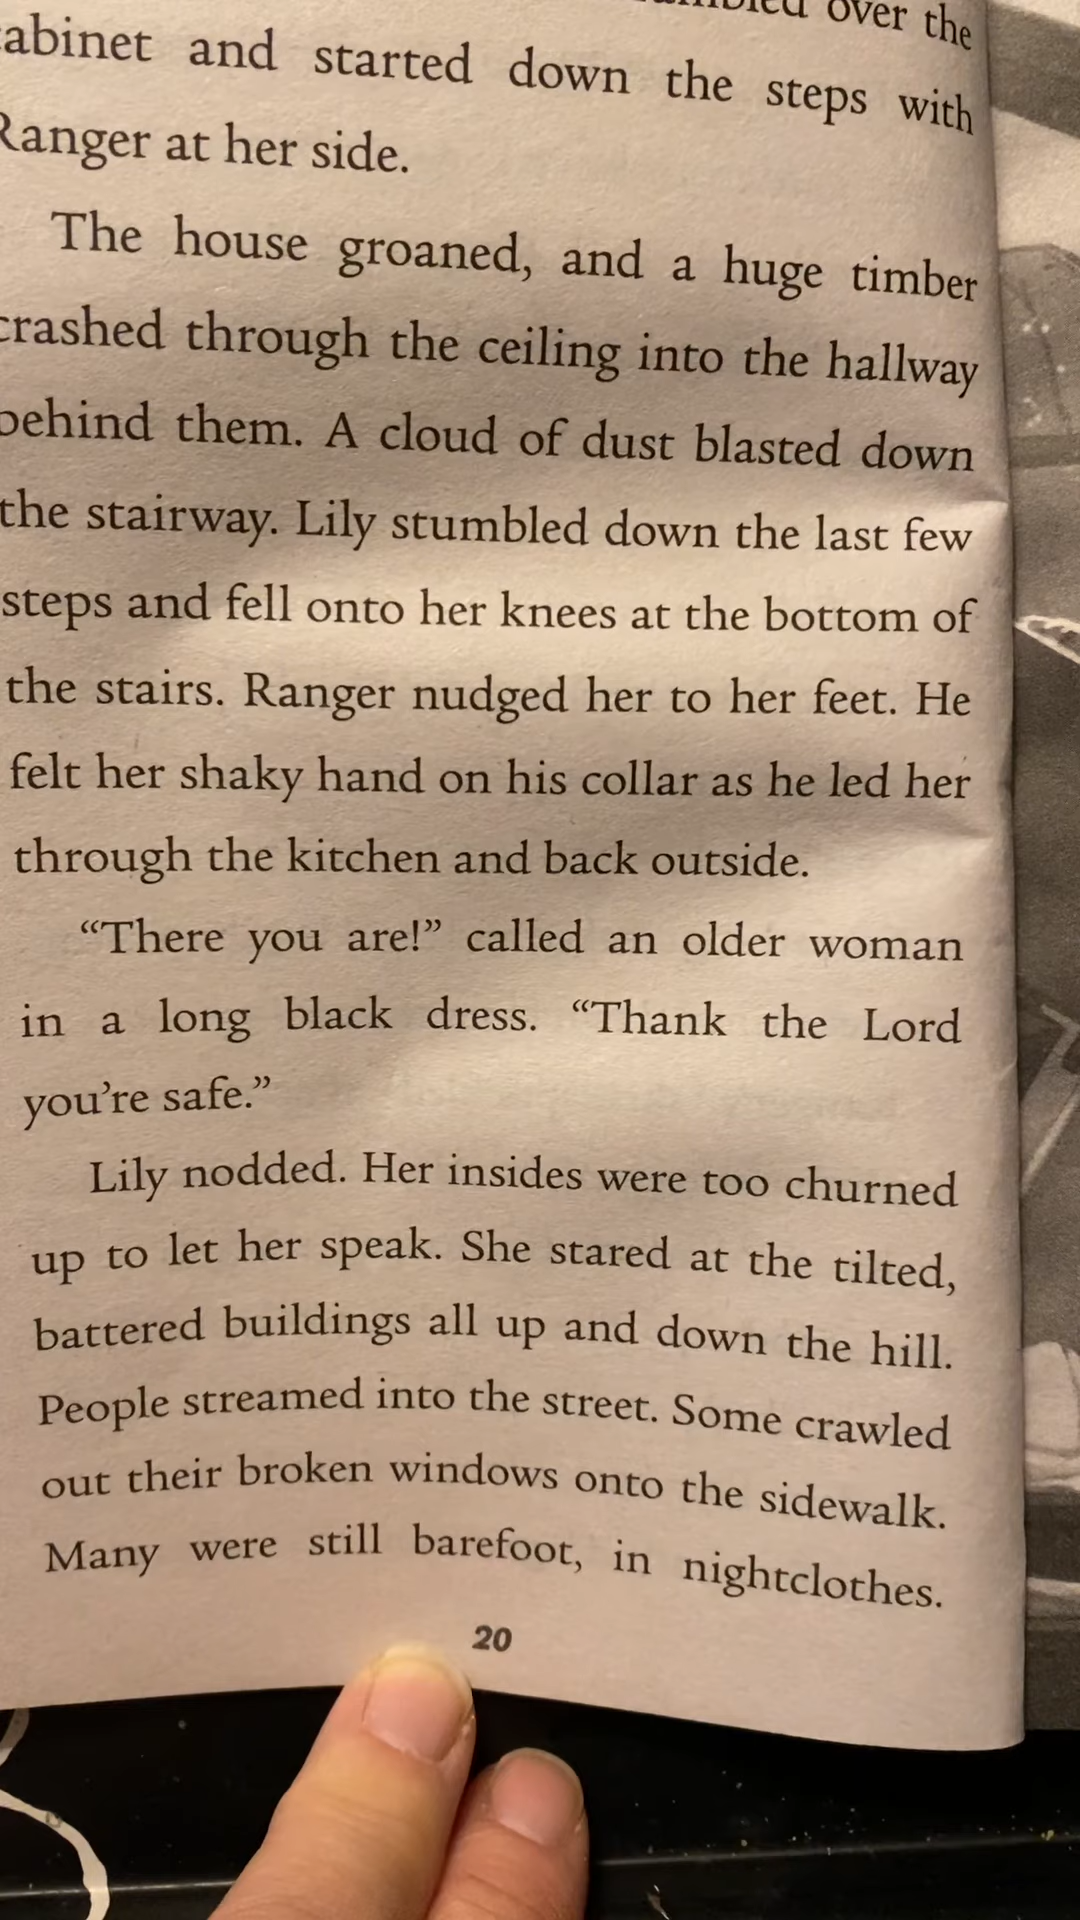 over the
and started down the steps with
Ranger at her side.
The house groaned, and a huge timber
crashed through the ceiling into the hallway
behind them. A cloud of dust blasted down
the stairway. Lily stumbled down the last few
steps and fell onto her knees at the bottom of
the stairs. Ranger nudged her to her feet. He
felt her shaky hand on his collar as he led her
through the kitchen and back outside.
“There you are!” called an older woman
in a long black dress. “Thank the Lord
you’re safe.”
Lily nodded. Her insides were too churned
up to let her speak. She stared at the tilted,
battered buildings all up and down the hill.
People streamed into the street. Some crawled
out their broken windows onto the sidewalk.
Many were still barefoot, in nightclothes.
20